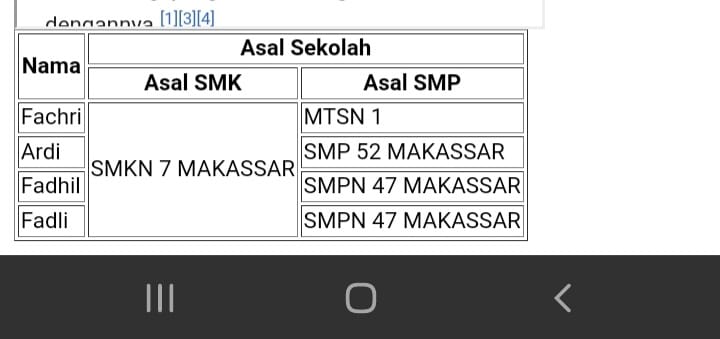 dengannya [1][3][4]
Nama
Asal Sekolah
Asal SMK
Asal SMP
Fachri
SMKN 7 MAKASSAR
MTSN 1
Ardi
SMP 52 MAKASSAR
Fadhil
SMPN 47 MAKASSAR
Fadli
SMPN 47 MAKASSAR